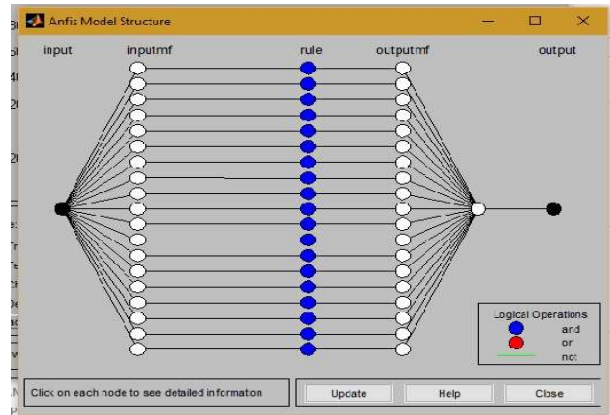 Anfis Model Structure
input inputmf rule outputmf output
Logical Operations
and
or
not
Click on each node to see detailed information
Update Help Close